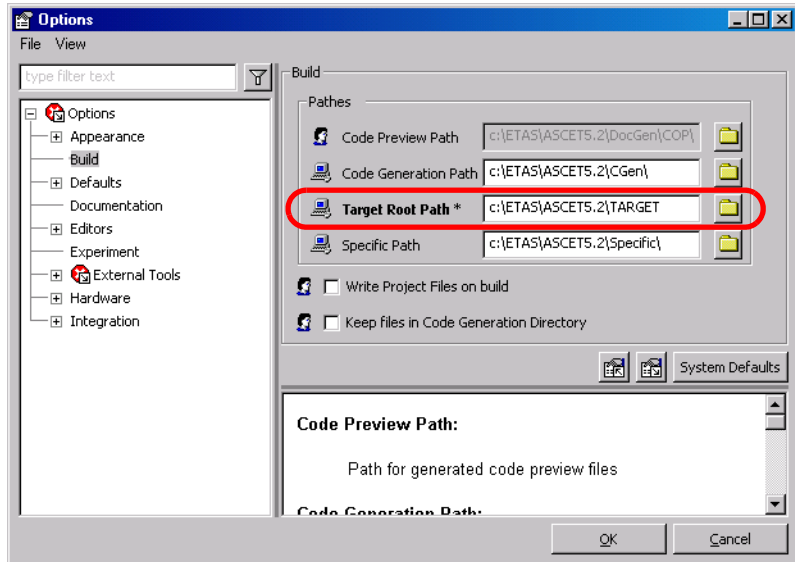 Options
File View
type filter text
Options
Appearance
Build
Defaults
Documentation
Editors
Experiment
External Tools
Hardware
Integration
Build
Pathes
Code Preview Path c:\ETAS\ASCET5.2\DocGen\COP\
Code Generation Path c:\ETAS\ASCET5.2\CGen\
Target Root Path * c:\ETAS\ASCET5.2\TARGET
Specific Path c:\ETAS\ASCET5.2\Specific\
Write Project Files on build
Keep files in Code Generation Directory
System Defaults
Code Preview Path:
Path for generated code preview files
Code Generation Path:
OK Cancel